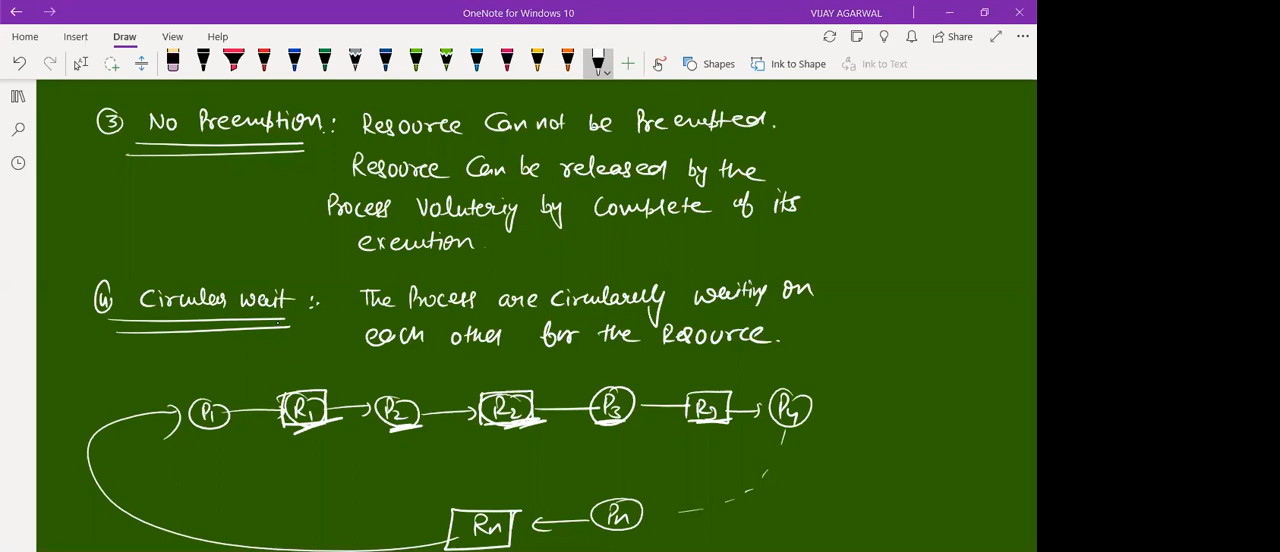 OneNote for Windows 10
VIJAY AGARWAL
Home Insert Draw View Help
Share
Shapes Ink to Shape Ink to Text
③ No Preemption : Resource Can not be Preempted.
Resource Can be released by the
Process Voluteriy by complete of its
exeution
④ Circular wait : The Process are Circularely waiting on
each other for the Resource.
P1 R1 P2 R2 P3 R3 P4
Rn Pn